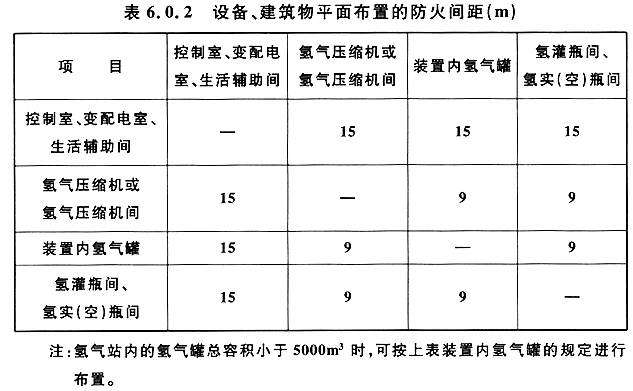 表 6.0.2 设备、建筑物平面布置的防火间距(m)
项 目 控制室、变配电室、生活辅助间 氢气压缩机或氢气压缩机间 装置内氢气罐 氢灌瓶间、氢实(空)瓶间
控制室、变配电室、
生活辅助间 — 15 15 15
氢气压缩机或
氢气压缩机间 15 — 9 9
装置内氢气罐 15 9 — 9
氢灌瓶间、
氢实(空)瓶间 15 9 9 —
注:氢气站内的氢气罐总容积小于 5000m³ 时,可按上表装置内氢气罐的规定进行
布置。